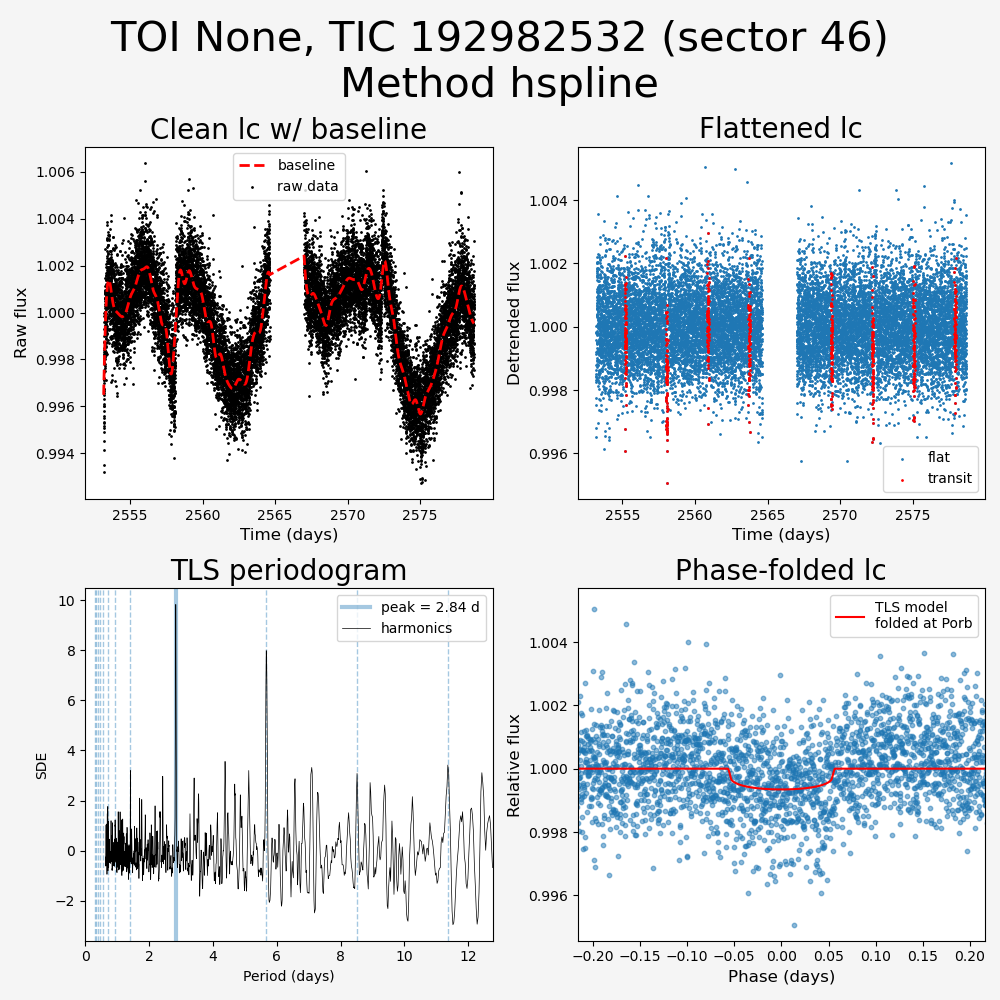 TOI None, TIC 192982532 (sector 46)
Method hspline
Clean lc w/ baseline
baseline
raw data
1.006
1.004
1.002
1.000
0.998
0.996
0.994
Raw flux
2555
2560
2565
2570
2575
Time (days)
Flattened lc
1.004
1.002
1.000
0.998
0.996
Detrended flux
flat
transit
2555
2560
2565
2570
2575
Time (days)
TLS periodogram
peak = 2.84 d
harmonics
10
8
6
4
2
0
−2
SDE
0
2
4
6
8
10
12
Period (days)
Phase-folded lc
TLS model
folded at Porb
1.004
1.002
1.000
0.998
0.996
Relative flux
−0.20
−0.15
−0.10
−0.05
0.00
0.05
0.10
0.15
0.20
Phase (days)